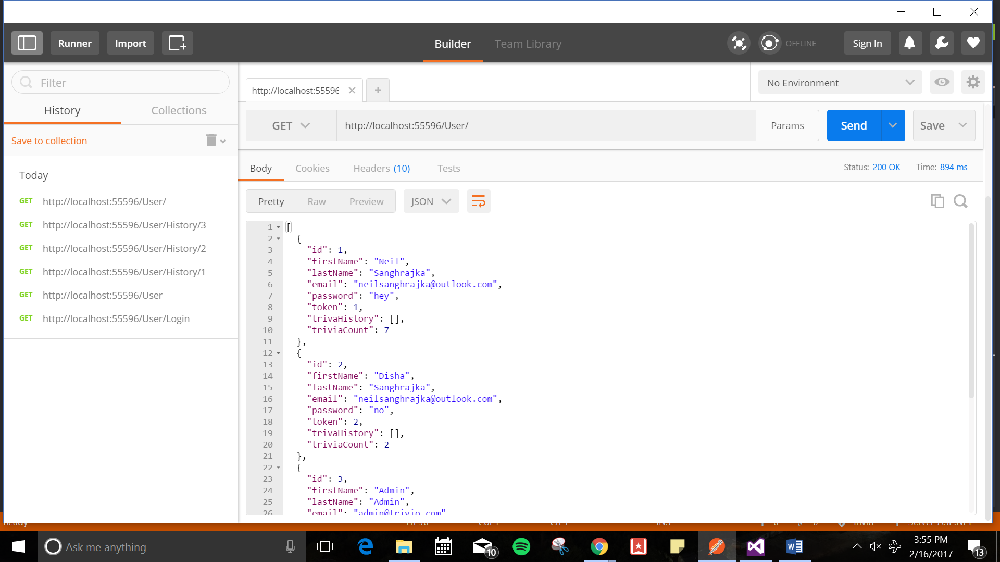 Runner
Import
Builder
Team Library
OFFLINE
Sign In
Filter
History
Collections
Save to collection
Today
GET http://localhost:55596/User/
GET http://localhost:55596/User/History/3
GET http://localhost:55596/User/History/2
GET http://localhost:55596/User/History/1
GET http://localhost:55596/User
GET http://localhost:55596/User/Login
http://localhost:55596
No Environment
GET
http://localhost:55596/User/
Params
Send
Save
Body
Cookies
Headers (10)
Tests
Status: 200 OK
Time: 894 ms
Pretty
Raw
Preview
JSON
1 [
2 {
3 "id": 1,
4 "firstName": "Neil",
5 "lastName": "Sanghrajka",
6 "email": "neilsanghrajka@outlook.com",
7 "password": "hey",
8 "token": 1,
9 "trivaHistory": [],
10 "triviaCount": 7
11 },
12 {
13 "id": 2,
14 "firstName": "Disha",
15 "lastName": "Sanghrajka",
16 "email": "neilsanghrajka@outlook.com",
17 "password": "no",
18 "token": 2,
19 "trivaHistory": [],
20 "triviaCount": 2
21 },
22 {
23 "id": 3,
24 "firstName": "Admin",
25 "lastName": "Admin",
26 "email": "admin@trivio.com"
Ready
Ask me anything
10
3:55 PM
2/16/2017
13